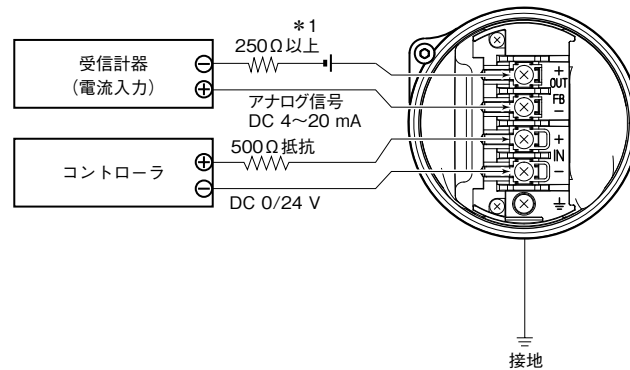 *1
250Ω以上
受信計器
(電流入力)
アナログ信号
DC 4~20 mA
500Ω抵抗
コントローラ
DC 0/24 V
+
OUT
FB
−
+
IN
−
接地